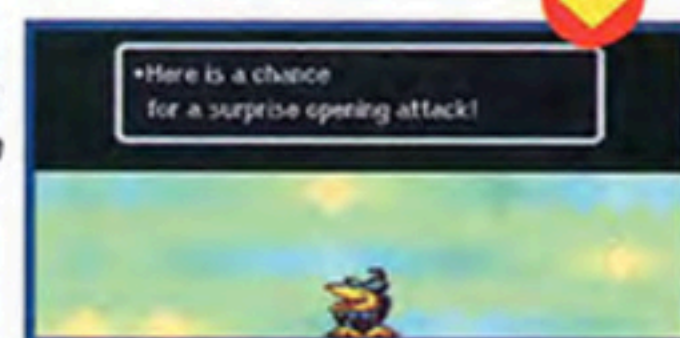 •Here is a chance
for a surprise opening attack!